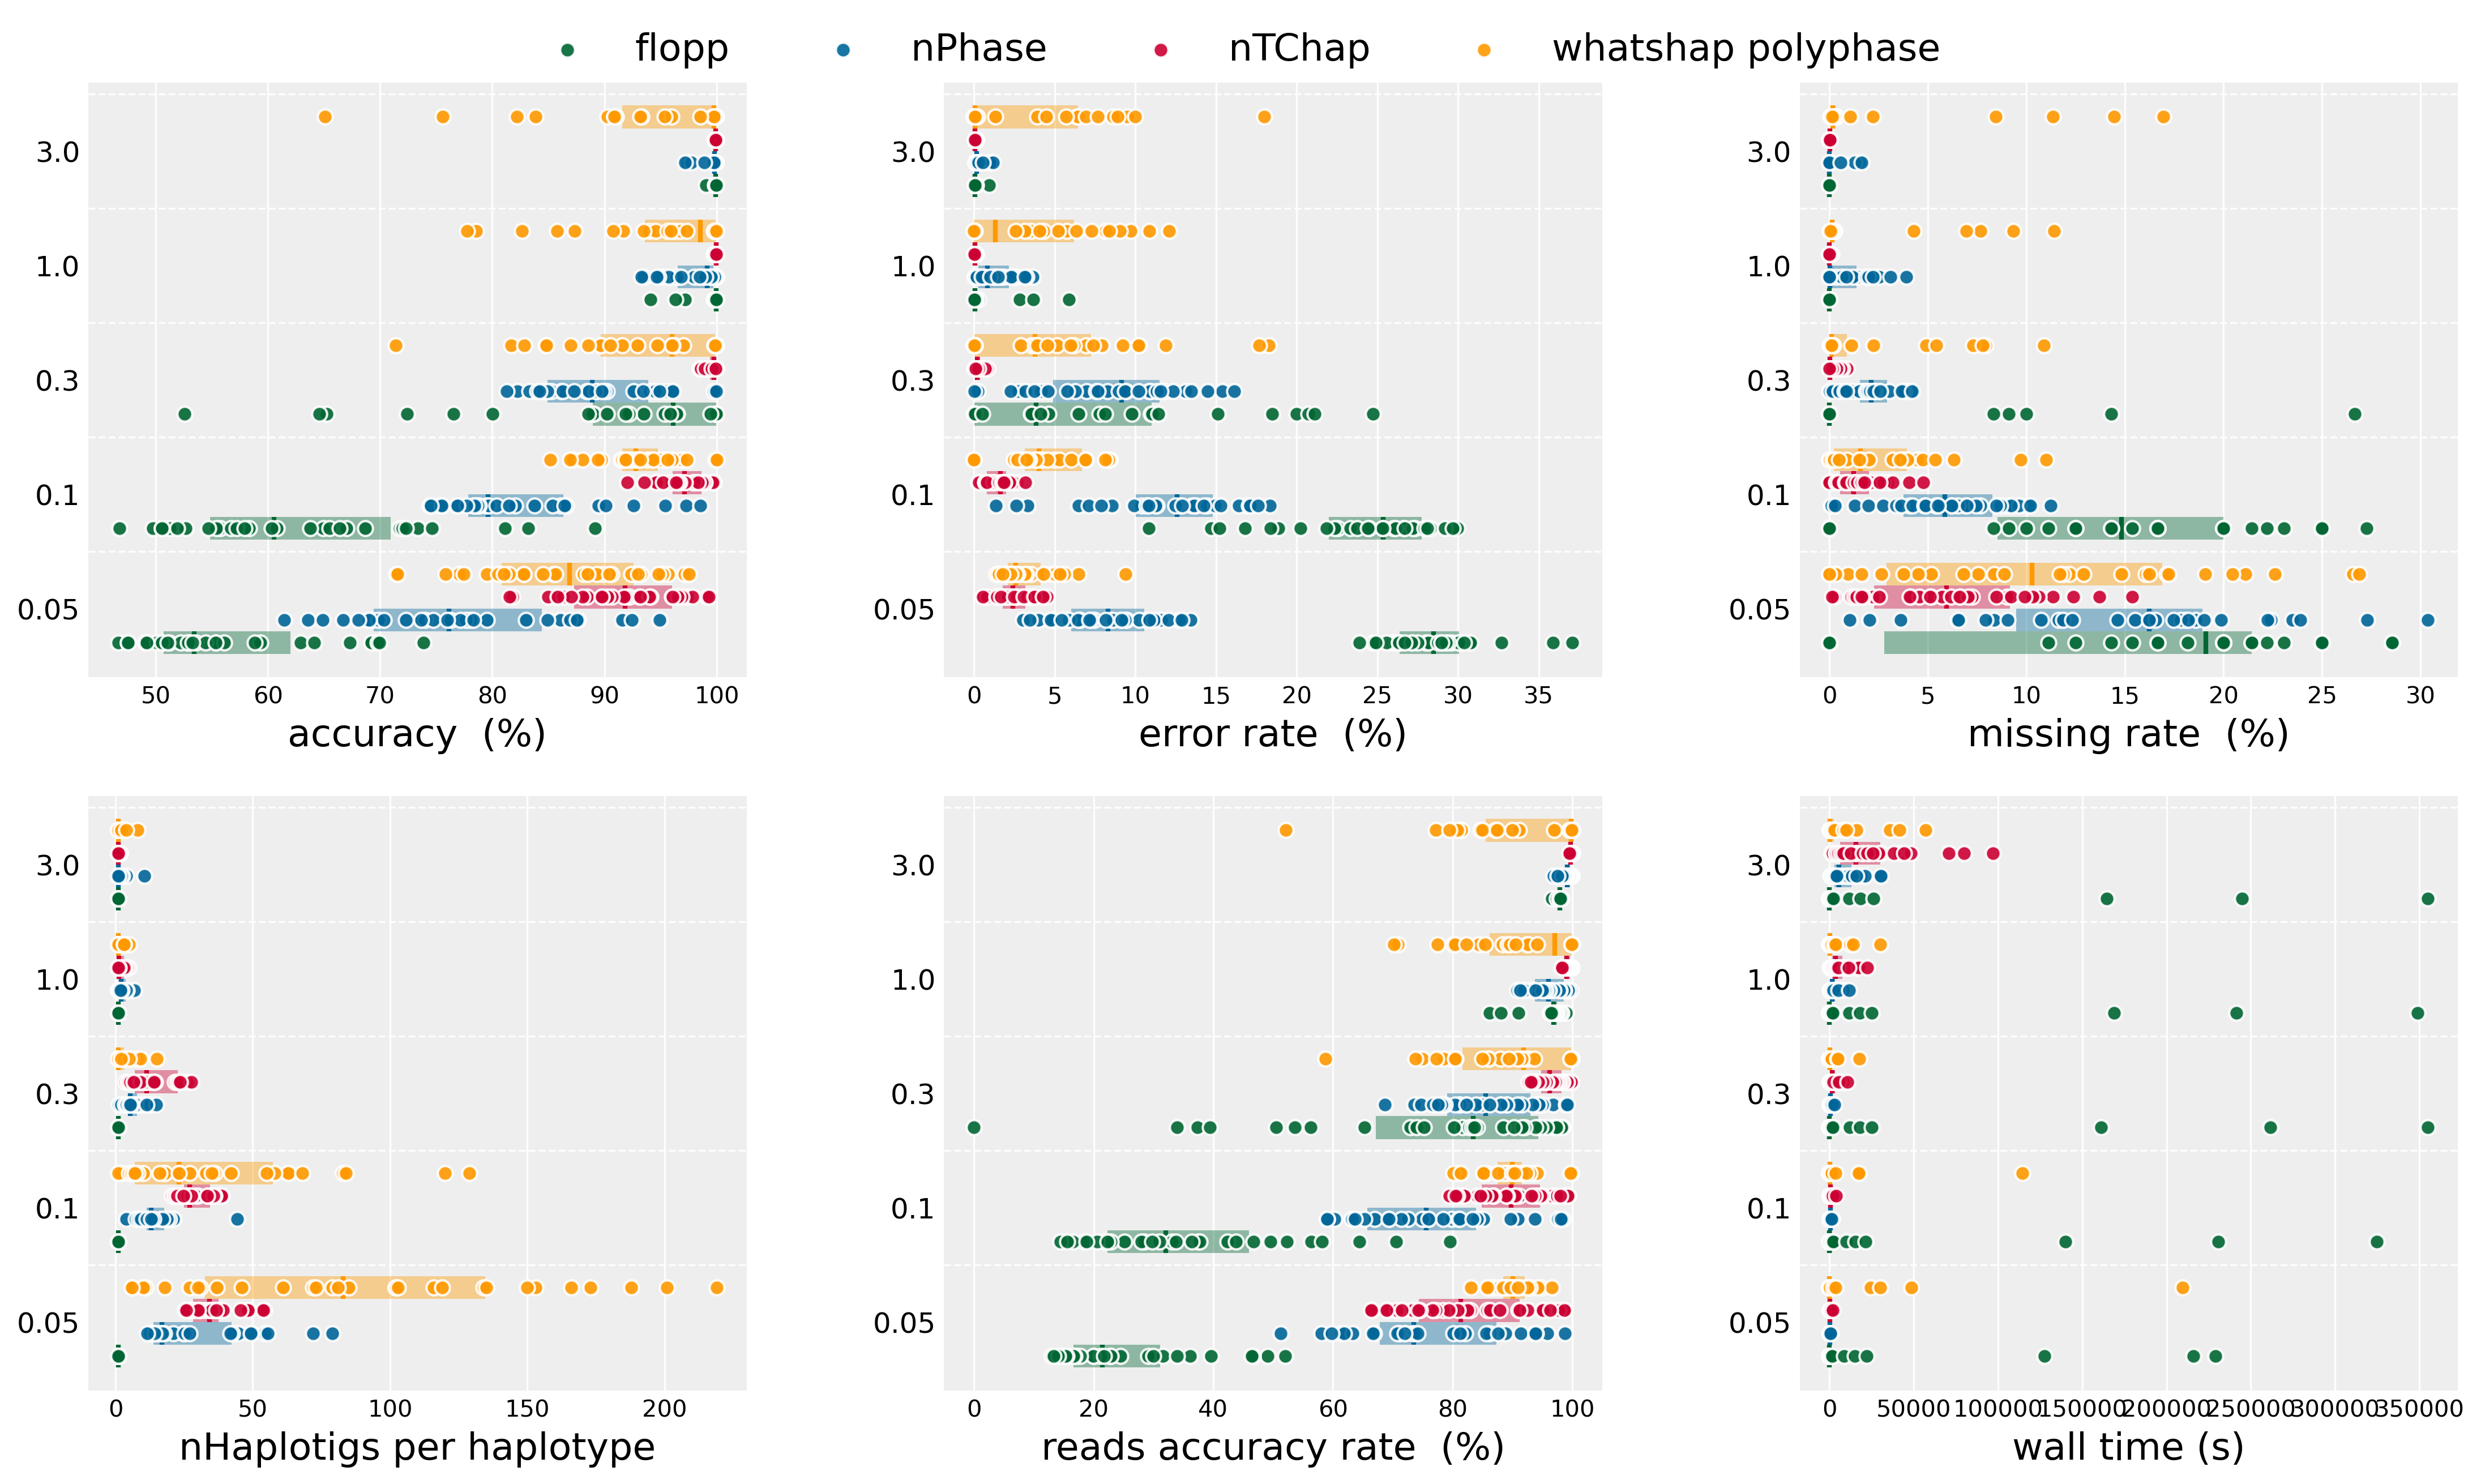 flopp nPhase nTChap whatshap polyphase
3.0
1.0
0.3
0.1
0.05
50 60 70 80 90 100
accuracy (%)
3.0
1.0
0.3
0.1
0.05
0 5 10 15 20 25 30 35
error rate (%)
3.0
1.0
0.3
0.1
0.05
0 5 10 15 20 25 30
missing rate (%)
3.0
1.0
0.3
0.1
0.05
0 50 100 150 200
nHaplotigs per haplotype
3.0
1.0
0.3
0.1
0.05
0 20 40 60 80 100
reads accuracy rate (%)
3.0
1.0
0.3
0.1
0.05
0 50000 100000 150000 200000 250000 300000 350000
wall time (s)